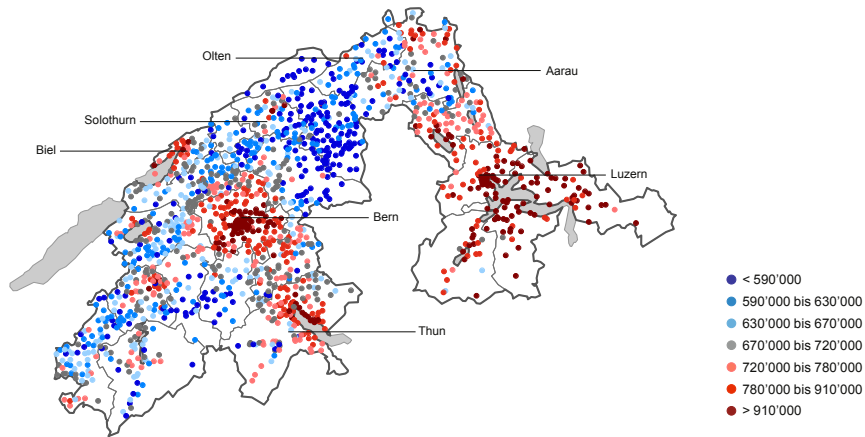 Olten
Aarau
Solothurn
Biel
Luzern
Bern
Thun
< 590’000
590’000 bis 630’000
630’000 bis 670’000
670’000 bis 720’000
720’000 bis 780’000
780’000 bis 910’000
> 910’000